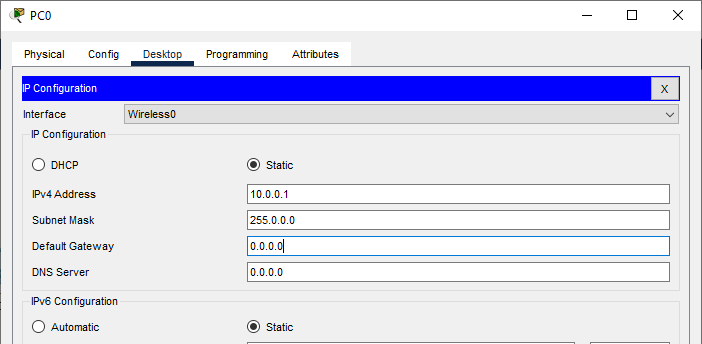 PC0
Physical Config Desktop Programming Attributes
IP Configuration X
Interface Wireless0
IP Configuration
DHCP Static
IPv4 Address 10.0.0.1
Subnet Mask 255.0.0.0
Default Gateway 0.0.0.0
DNS Server 0.0.0.0
IPv6 Configuration
Automatic Static